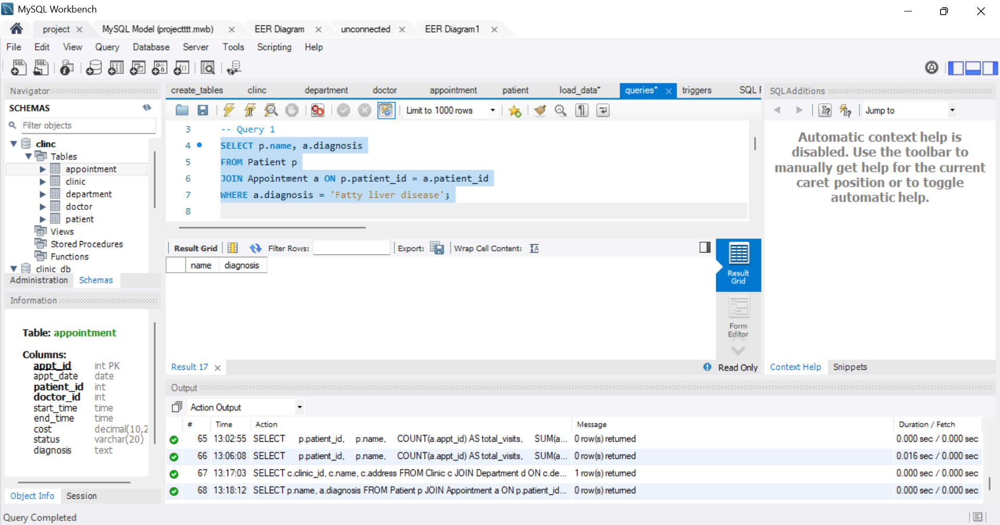 MySQL Workbench
project
MySQL Model (projectttt.mwb)
EER Diagram
unconnected
EER Diagram1
File Edit View Query Database Server Tools Scripting Help
Navigator
SCHEMAS
Filter objects
clinc
Tables
appointment
clinic
department
doctor
patient
Views
Stored Procedures
Functions
clinic_db
Administration Schemas
Information
Table: appointment
Columns:
appt_id int PK
appt_date date
patient_id int
doctor_id int
start_time time
end_time time
cost decimal(10,2
status varchar(20)
diagnosis text
Object Info Session
Query Completed
create_tables clinc department doctor appointment patient load_data* queries* triggers SQL F
Limit to 1000 rows
3 -- Query 1
4 SELECT p.name, a.diagnosis
5 FROM Patient p
6 JOIN Appointment a ON p.patient_id = a.patient_id
7 WHERE a.diagnosis = 'Fatty liver disease';
8
Result Grid Filter Rows: Export: Wrap Cell Content:
name diagnosis
Result Grid
Form Editor
Result 17
Read Only
SQLAdditions
Jump to
Automatic context help is
disabled. Use the toolbar to
manually get help for the current
caret position or to toggle
automatic help.
Context Help Snippets
Output
Action Output
# Time Action Message Duration / Fetch
65 13:02:55 SELECT p.patient_id, p.name, COUNT(a.appt_id) AS total_visits, SUM(a... 0 row(s) returned 0.000 sec / 0.000 sec
66 13:06:08 SELECT p.patient_id, p.name, COUNT(a.appt_id) AS total_visits, SUM(a... 0 row(s) returned 0.016 sec / 0.000 sec
67 13:17:03 SELECT c.clinic_id, c.name, c.address FROM Clinic c JOIN Department d ON c.de... 1 row(s) returned 0.000 sec / 0.000 sec
68 13:18:12 SELECT p.name, a.diagnosis FROM Patient p JOIN Appointment a ON p.patient_id... 0 row(s) returned 0.000 sec / 0.000 sec